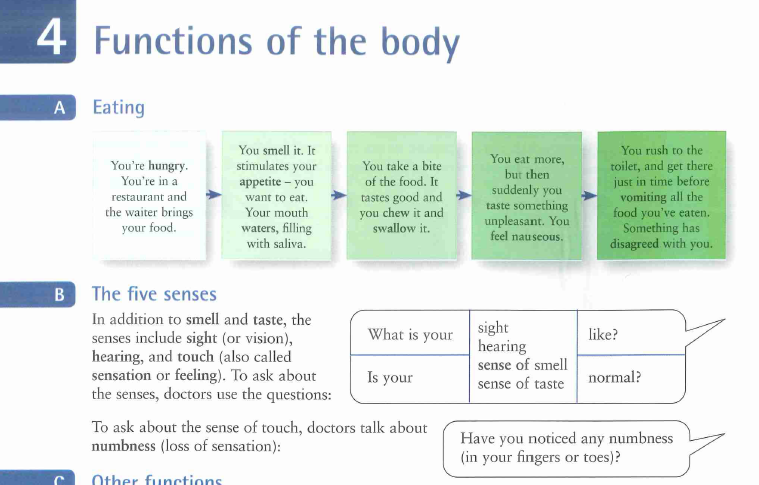 4 Functions of the body
A Eating
You're hungry.
You're in a
restaurant and
the waiter brings
your food.
You smell it. It
stimulates your
appetite – you
want to eat.
Your mouth
waters, filling
with saliva.
You take a bite
of the food. It
tastes good and
you chew it and
swallow it.
You eat more,
but then
suddenly you
taste something
unpleasant. You
feel nauseous.
You rush to the
toilet, and get there
just in time before
vomiting all the
food you've eaten.
Something has
disagreed with you.
B The five senses
In addition to smell and taste, the
senses include sight (or vision),
hearing, and touch (also called
sensation or feeling). To ask about
the senses, doctors use the questions:
What is your
Is your
sight
hearing
sense of smell
sense of taste
like?
normal?
To ask about the sense of touch, doctors talk about
numbness (loss of sensation):
Have you noticed any numbness
(in your fingers or toes)?
C Other functions